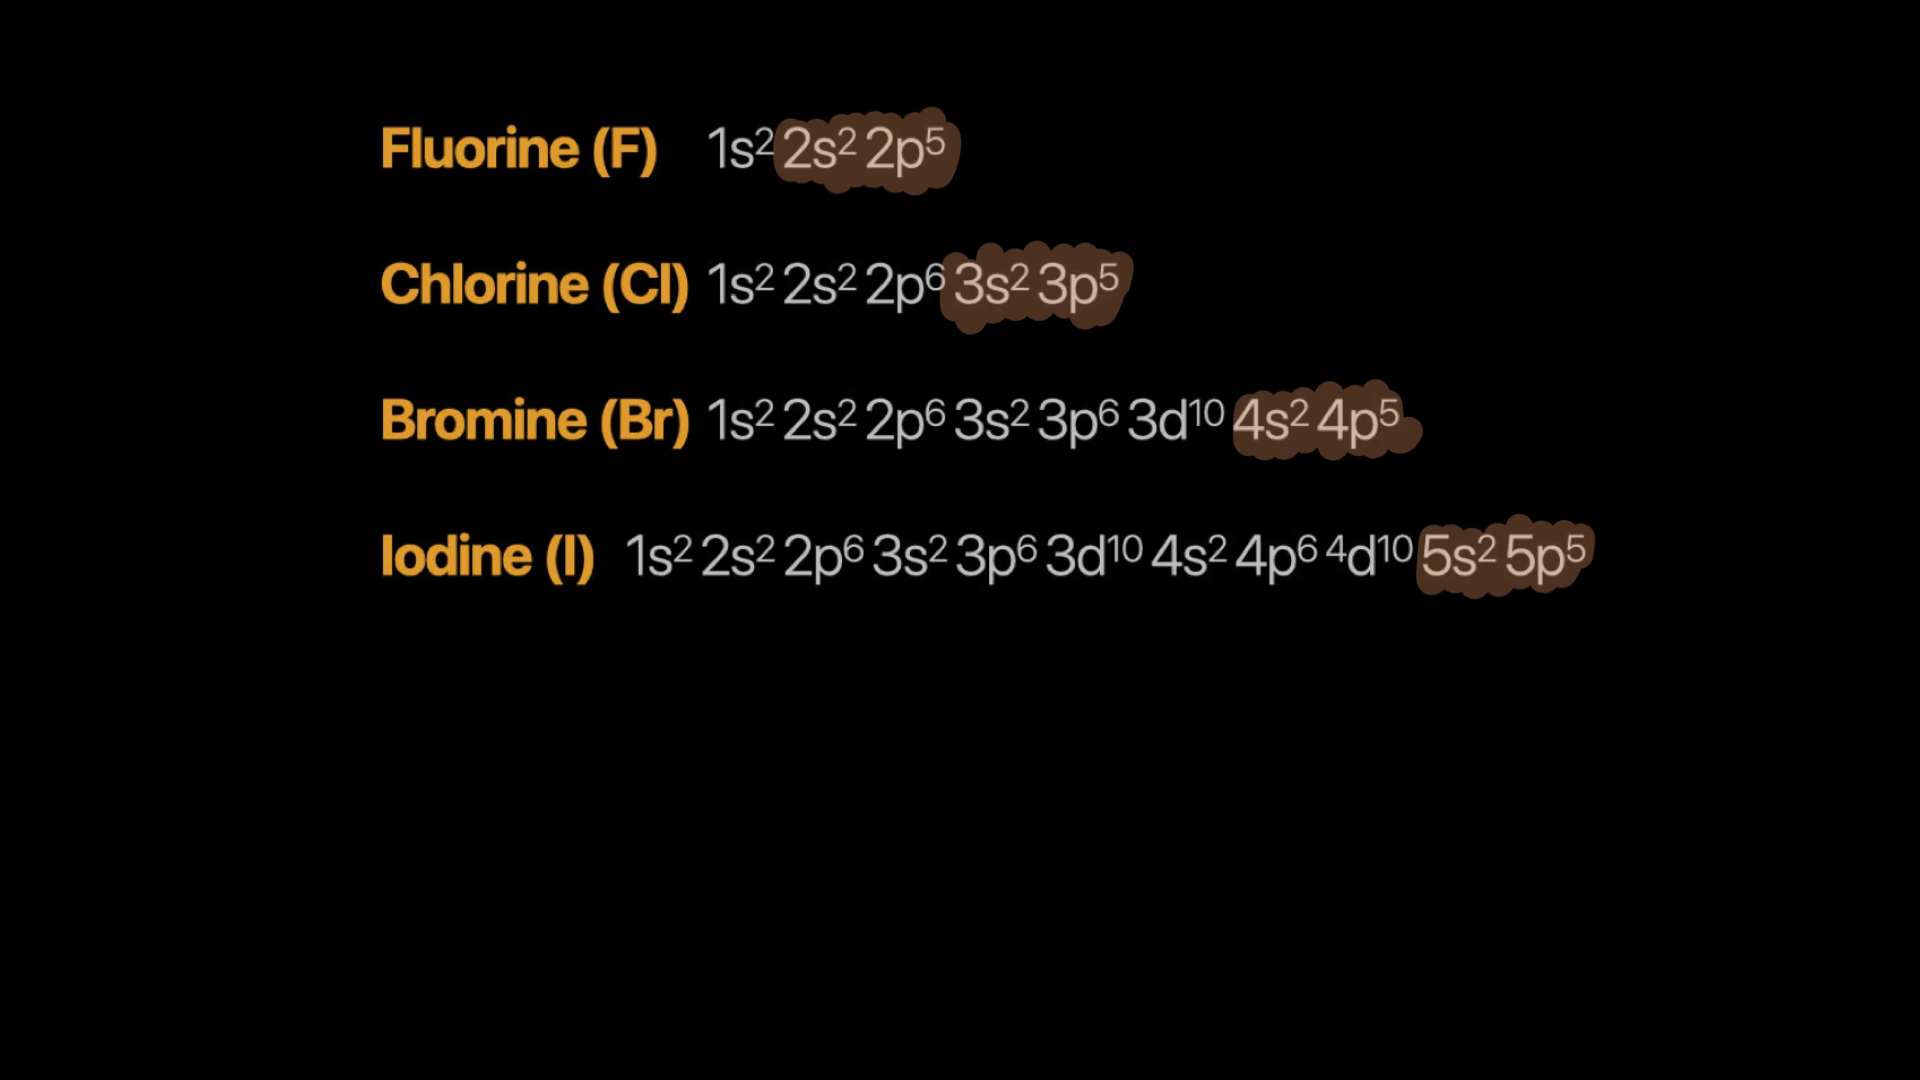 Fluorine (F) 1s² 2s² 2p⁵
Chlorine (Cl) 1s² 2s² 2p⁶ 3s² 3p⁵
Bromine (Br) 1s² 2s² 2p⁶ 3s² 3p⁶ 3d¹⁰ 4s² 4p⁵
Iodine (I) 1s² 2s² 2p⁶ 3s² 3p⁶ 3d¹⁰ 4s² 4p⁶ ⁴d¹⁰ 5s² 5p⁵